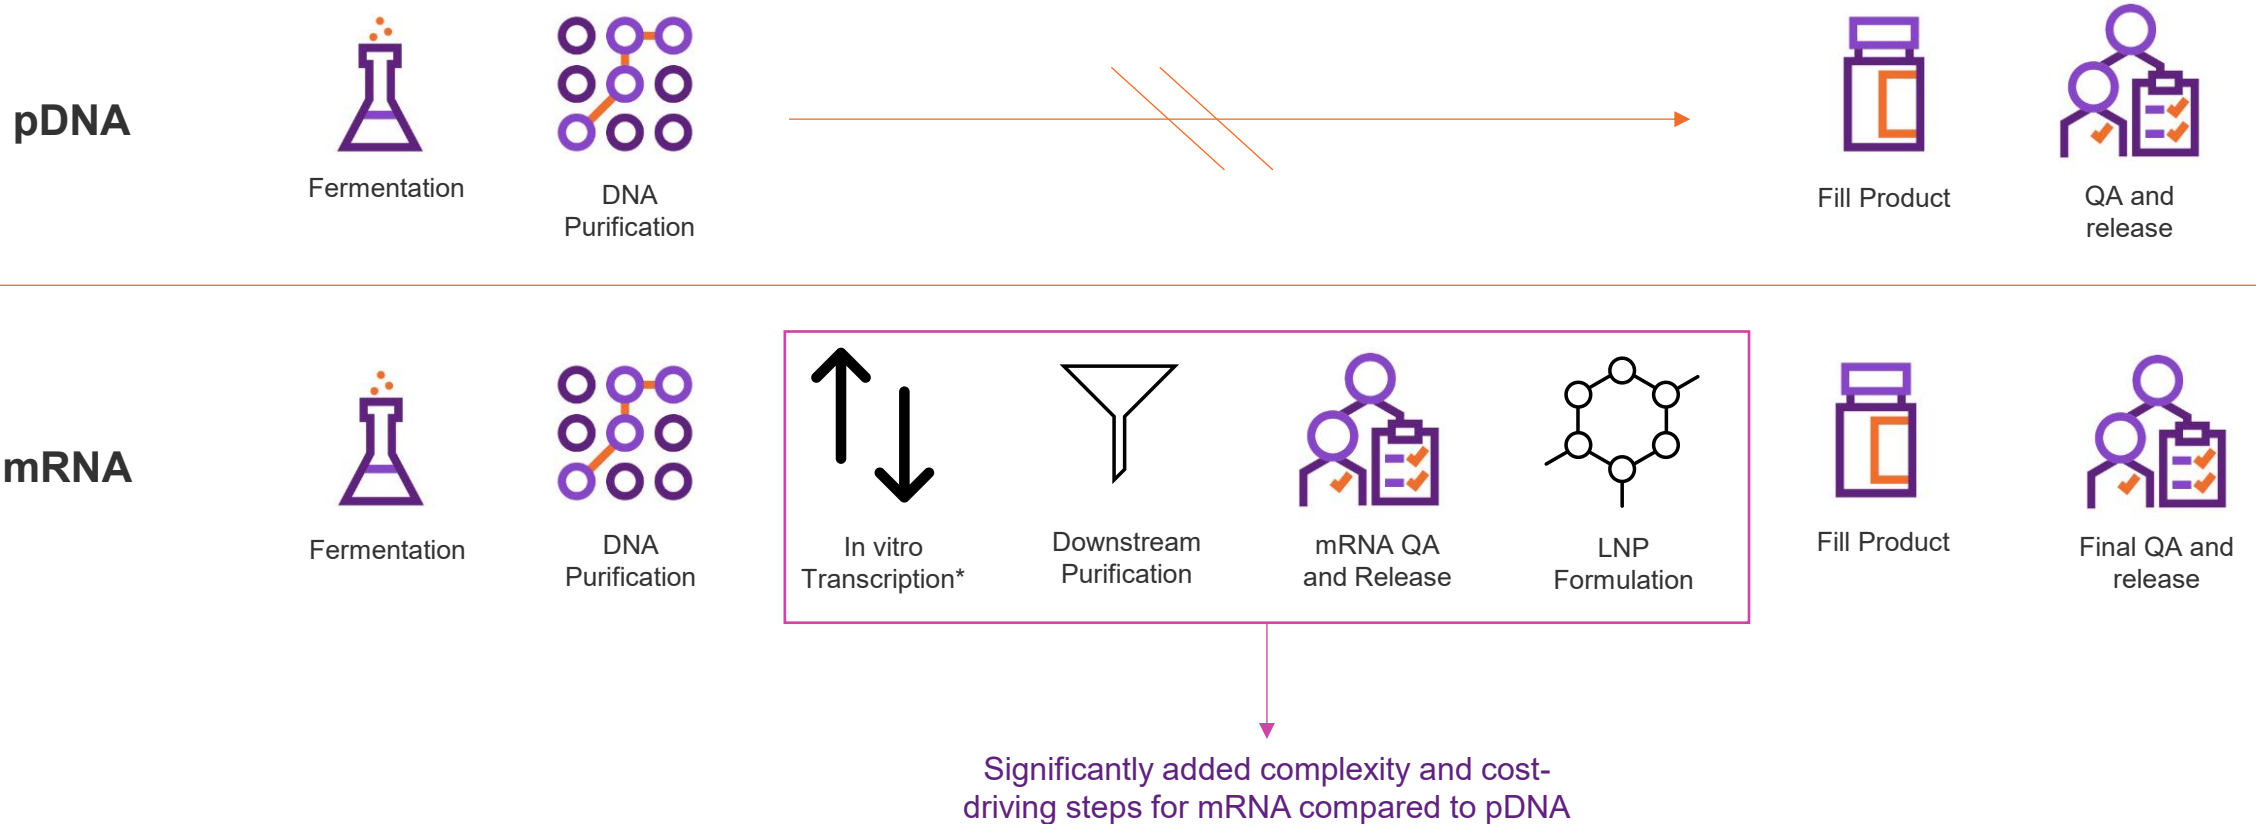 pDNA
Fermentation
DNA
Purification
Fill Product
QA and
release
mRNA
Fermentation
DNA
Purification
In vitro
Transcription*
Downstream
Purification
mRNA QA
and Release
LNP
Formulation
Fill Product
Final QA and
release
Significantly added complexity and cost-
driving steps for mRNA compared to pDNA